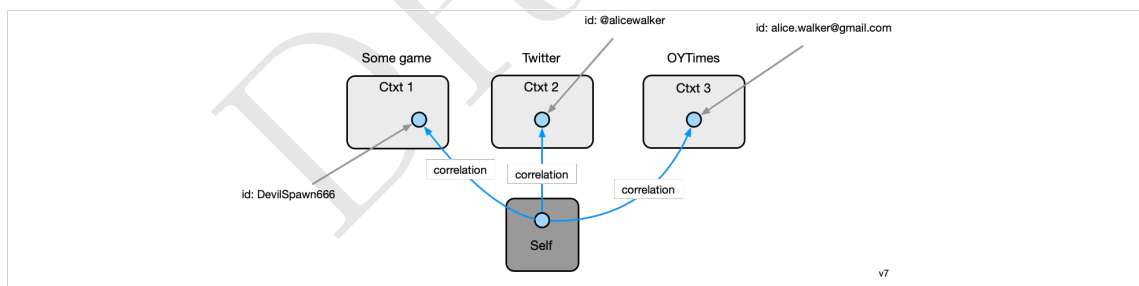 id: @alicewalker
id: alice.walker@gmail.com
Some game
Twitter
OYTimes
Ctxt 1
Ctxt 2
Ctxt 3
correlation
correlation
correlation
id: DevilSpawn666
Self
v7